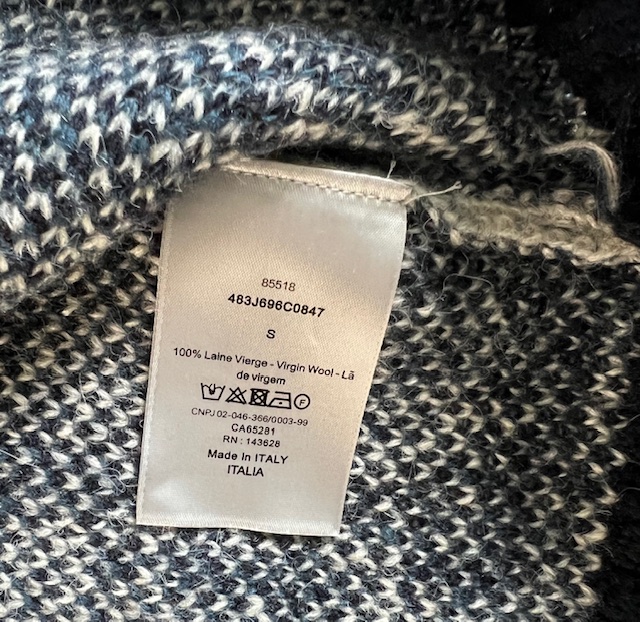 85518
483J696C0847
S
100% Laine Vierge - Virgin Wool - Lã
de virgem
F
CNPJ 02-046-366/0003-99
CA65281
RN : 143628
Made In ITALY
ITALIA